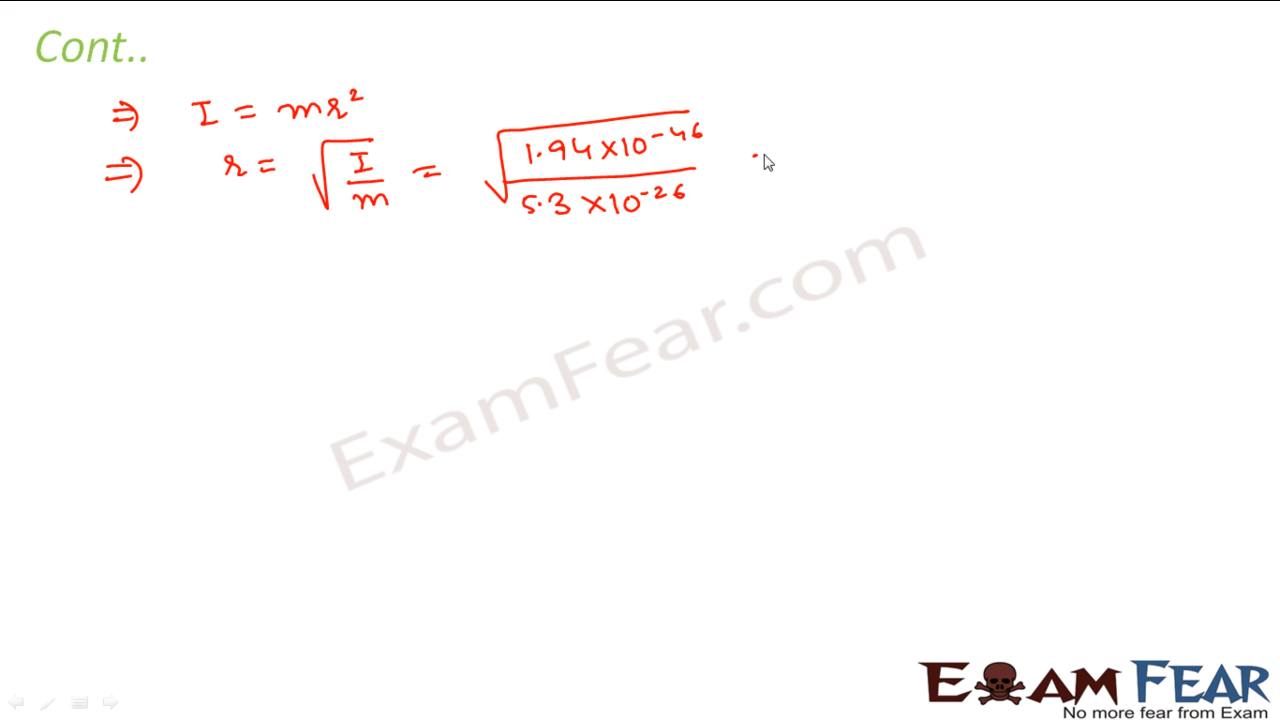 Cont..
⇒ I = mr²
⇒ r = √(I/m) = √(1.94×10⁻⁴⁶/5.3×10⁻²⁶)
ExamFear.com
EXAM FEAR
No more fear from Exam